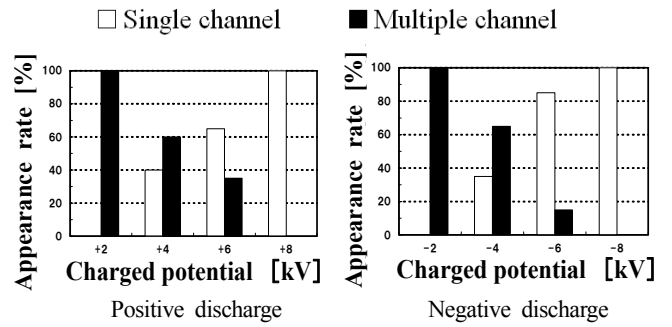 Single channel Multiple channel
Appearance rate [%]
100
80
60
40
20
0
+2 +4 +6 +8
Charged potential [kV]
Positive discharge
Appearance rate [%]
100
80
60
40
20
0
−2 −4 −6 −8
Charged potential [kV]
Negative discharge